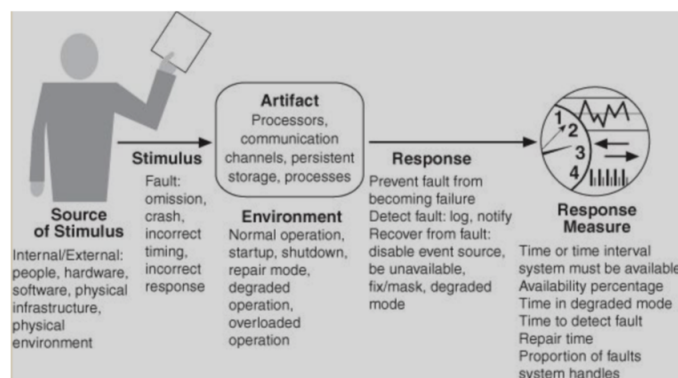 Source
of Stimulus
Internal/External:
people, hardware,
software, physical
infrastructure,
physical
environment
Stimulus
Fault:
omission,
crash,
incorrect
timing,
incorrect
response
Artifact
Processors,
communication
channels, persistent
storage, processes
Environment
Normal operation,
startup, shutdown,
repair mode,
degraded
operation,
overloaded
operation
Response
Prevent fault from
becoming failure
Detect fault: log, notify
Recover from fault:
disable event source,
be unavailable,
fix/mask, degraded
mode
1
2
3
4
Response
Measure
Time or time interval
system must be available
Availability percentage
Time in degraded mode
Time to detect fault
Repair time
Proportion of faults
system handles